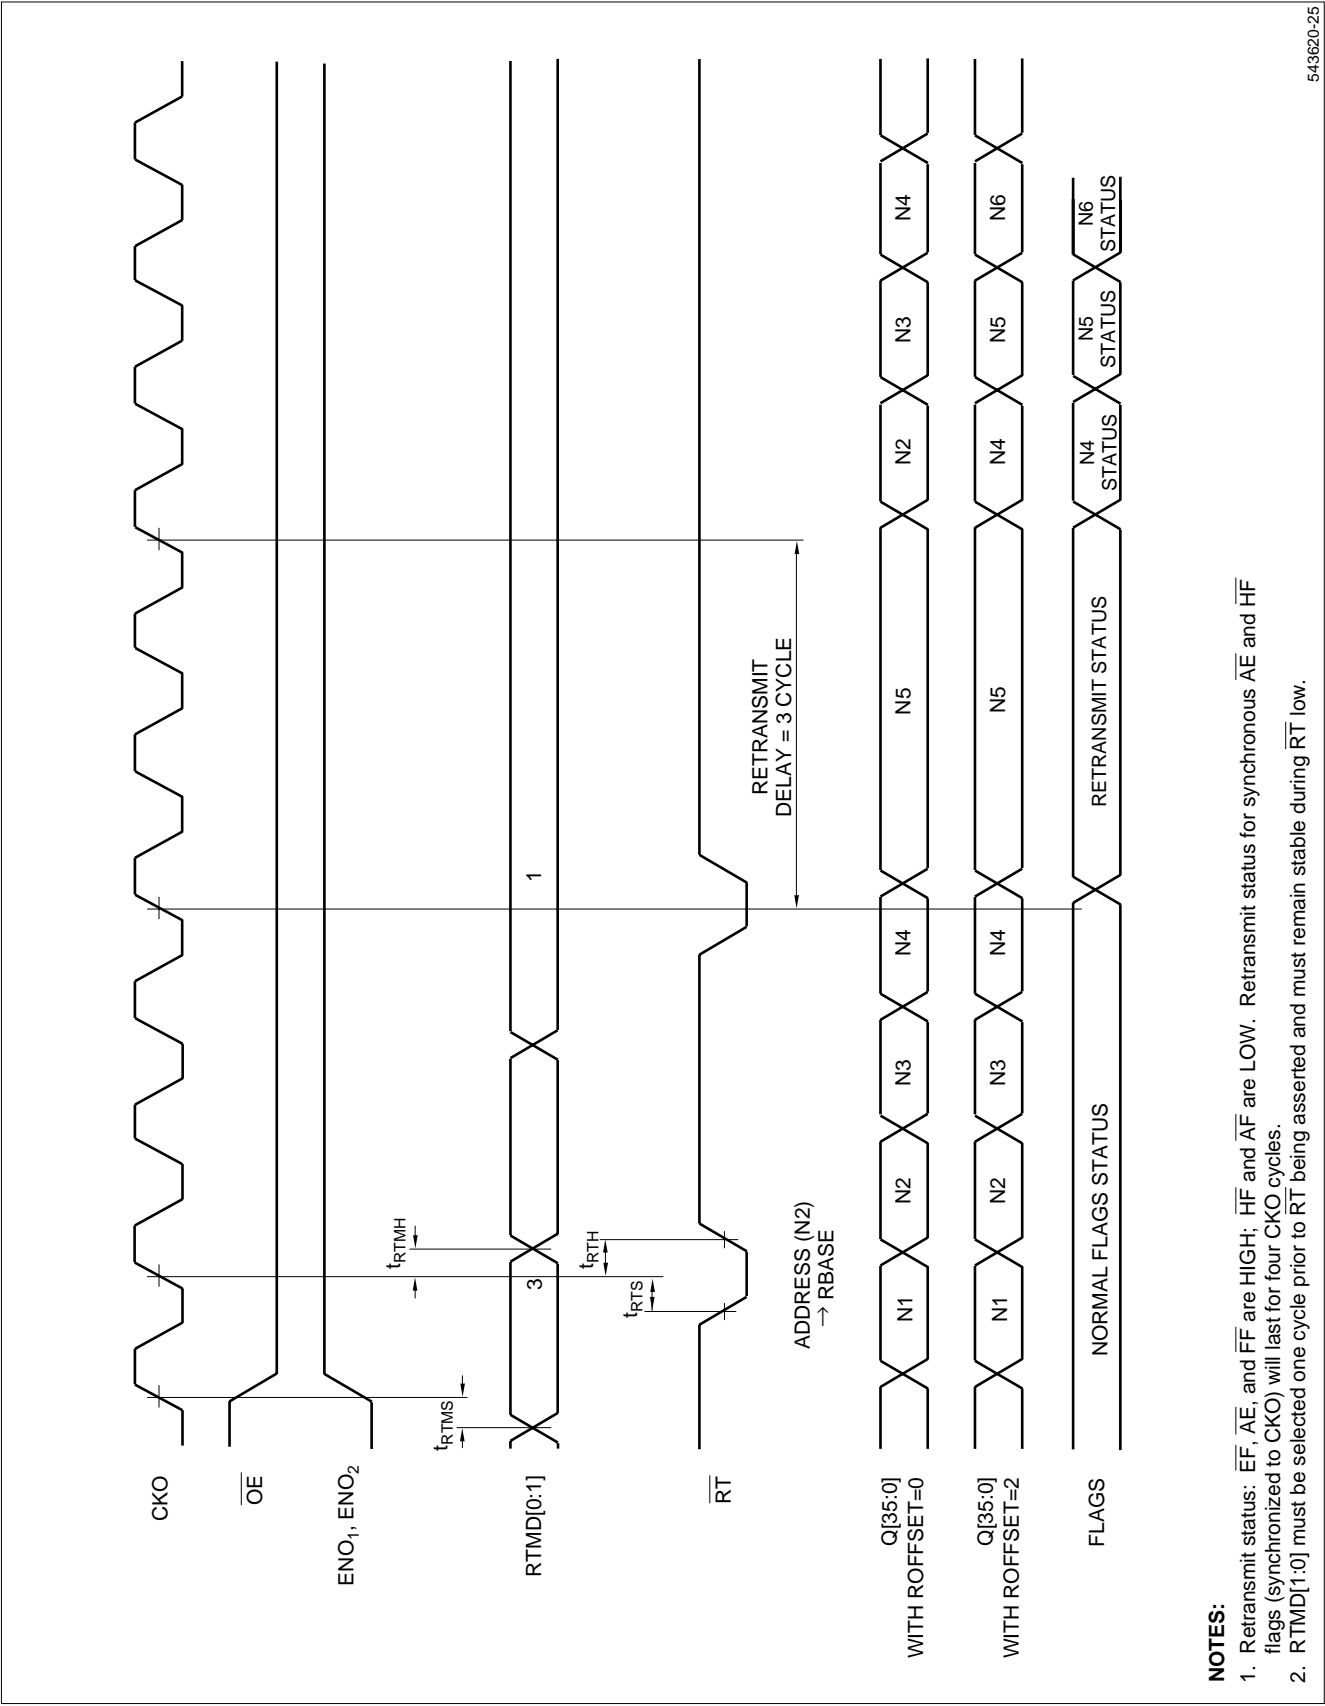 CKO
OE
ENO1, ENO2
RTMD[0:1]
RT
Q[35:0]
WITH ROFFSET=0
Q[35:0]
WITH ROFFSET=2
FLAGS
tRTMS
tRTMH
3
1
tRTS
tRTH
RETRANSMIT
DELAY = 3 CYCLE
ADDRESS (N2)
→ RBASE
N1 N2 N3 N4 N5 N2 N3 N4
N1 N2 N3 N4 N5 N4 N5 N6
NORMAL FLAGS STATUS
RETRANSMIT STATUS
N4
STATUS
N5
STATUS
N6
STATUS
NOTES:
1. Retransmit status: EF, AE, and FF are HIGH; HF and AF are LOW. Retransmit status for synchronous AE and HF
flags (synchronized to CKO) will last for four CKO cycles.
2. RTMD[1:0] must be selected one cycle prior to RT being asserted and must remain stable during RT low.
543620-25